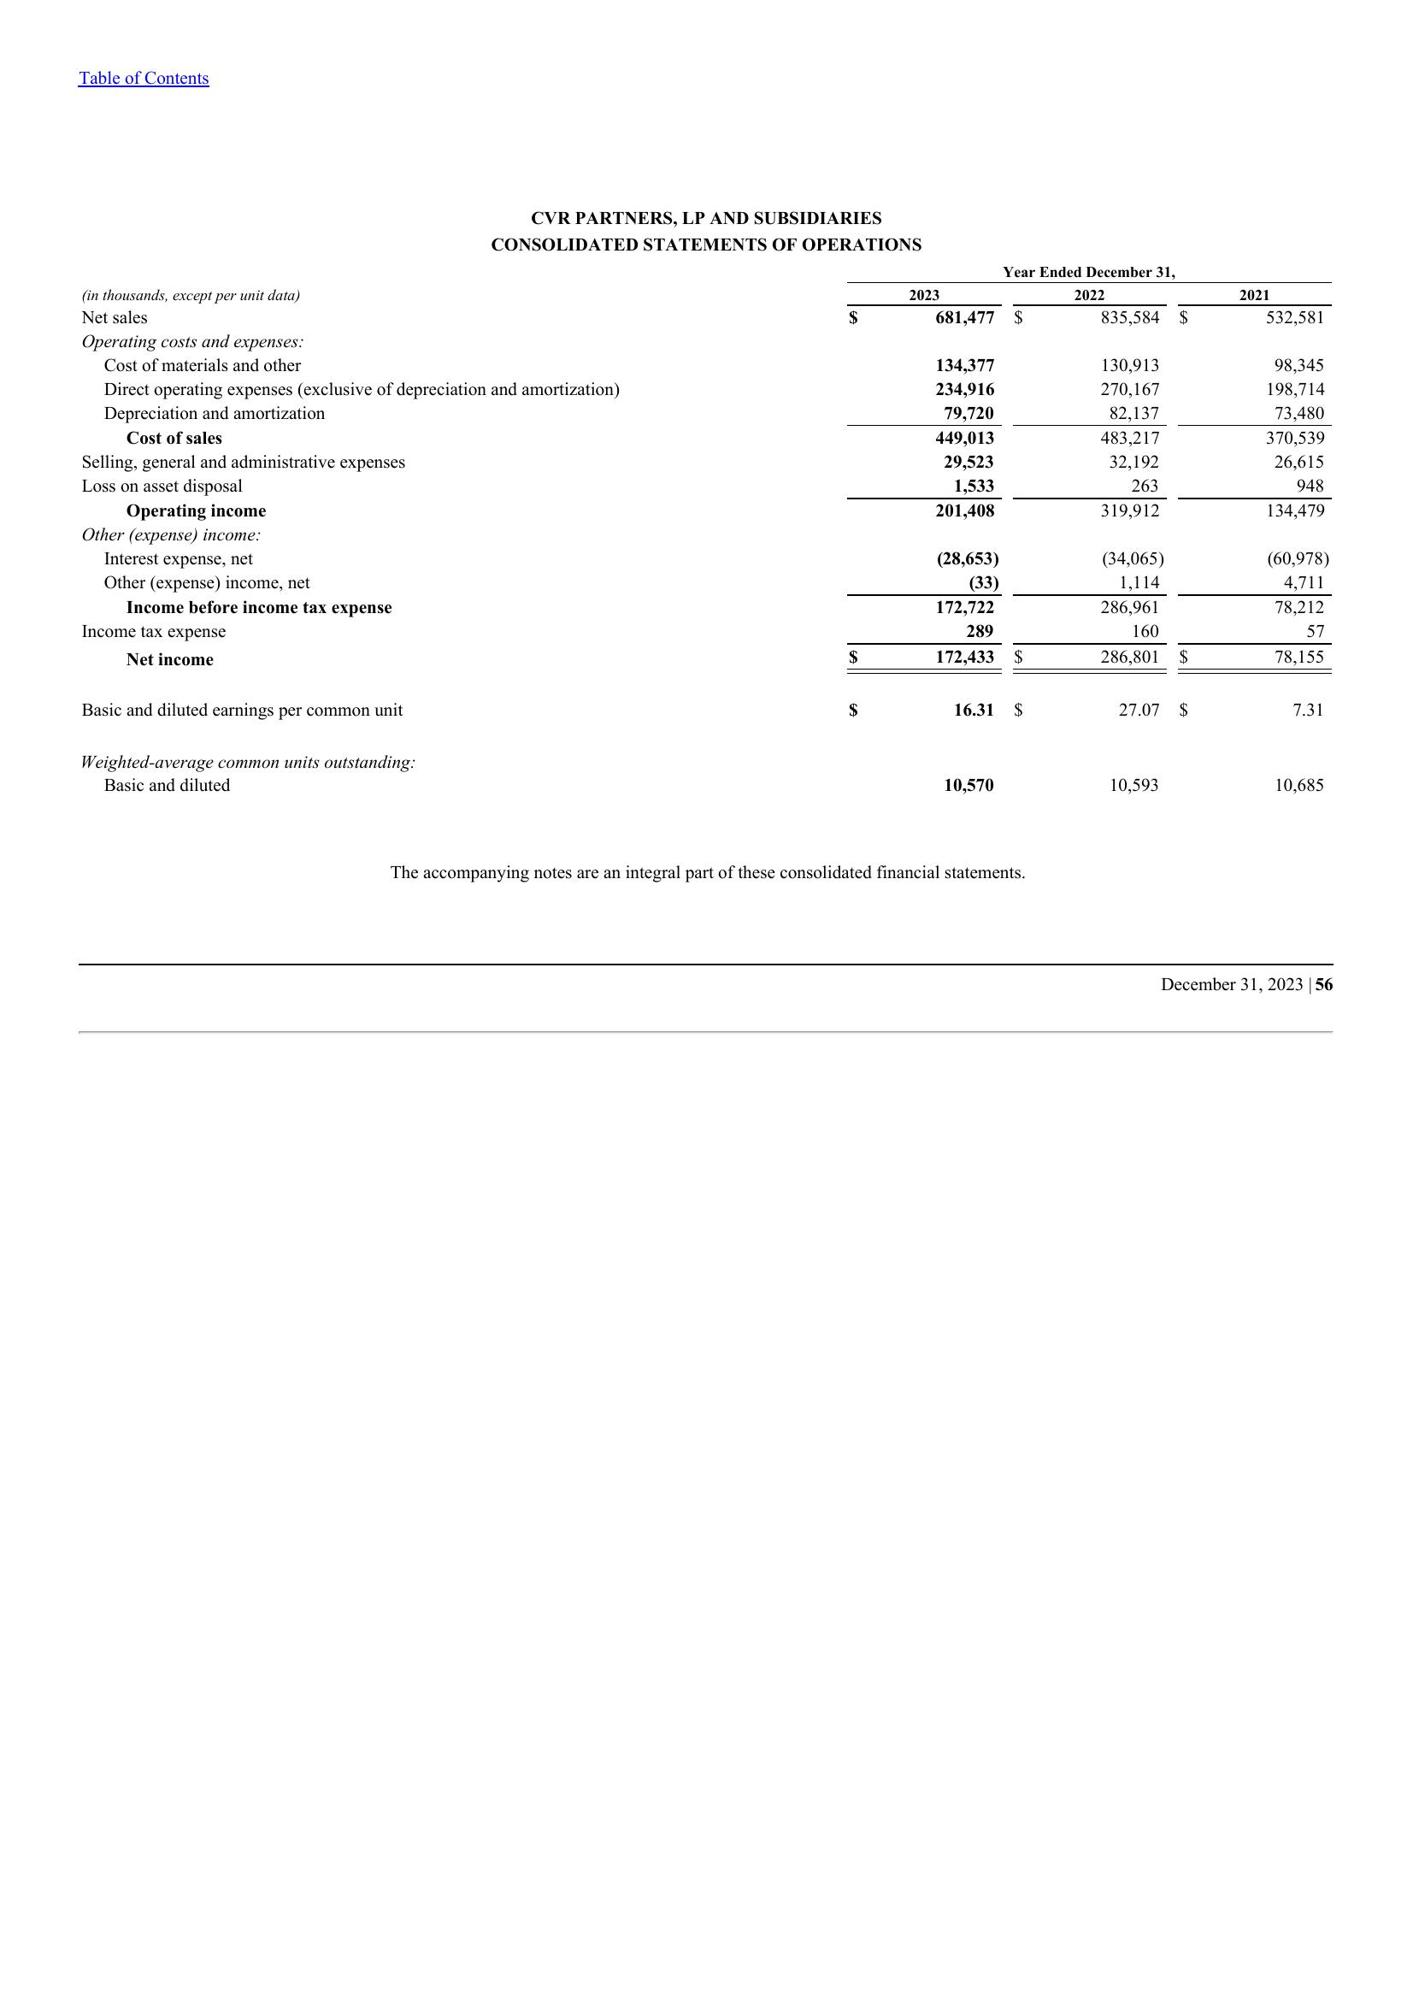 Table of Contents
CVR PARTNERS, LP AND SUBSIDIARIES
CONSOLIDATED STATEMENTS OF OPERATIONS
Year Ended December 31,
(in thousands, except per unit data) 2023 2022 2021
Net sales $ 681,477 $ 835,584 $ 532,581
Operating costs and expenses:
Cost of materials and other 134,377 130,913 98,345
Direct operating expenses (exclusive of depreciation and amortization) 234,916 270,167 198,714
Depreciation and amortization 79,720 82,137 73,480
Cost of sales 449,013 483,217 370,539
Selling, general and administrative expenses 29,523 32,192 26,615
Loss on asset disposal 1,533 263 948
Operating income 201,408 319,912 134,479
Other (expense) income:
Interest expense, net (28,653) (34,065) (60,978)
Other (expense) income, net (33) 1,114 4,711
Income before income tax expense 172,722 286,961 78,212
Income tax expense 289 160 57
Net income $ 172,433 $ 286,801 $ 78,155
Basic and diluted earnings per common unit $ 16.31 $ 27.07 $ 7.31
Weighted-average common units outstanding:
Basic and diluted 10,570 10,593 10,685
The accompanying notes are an integral part of these consolidated financial statements.
December 31, 2023 | 56